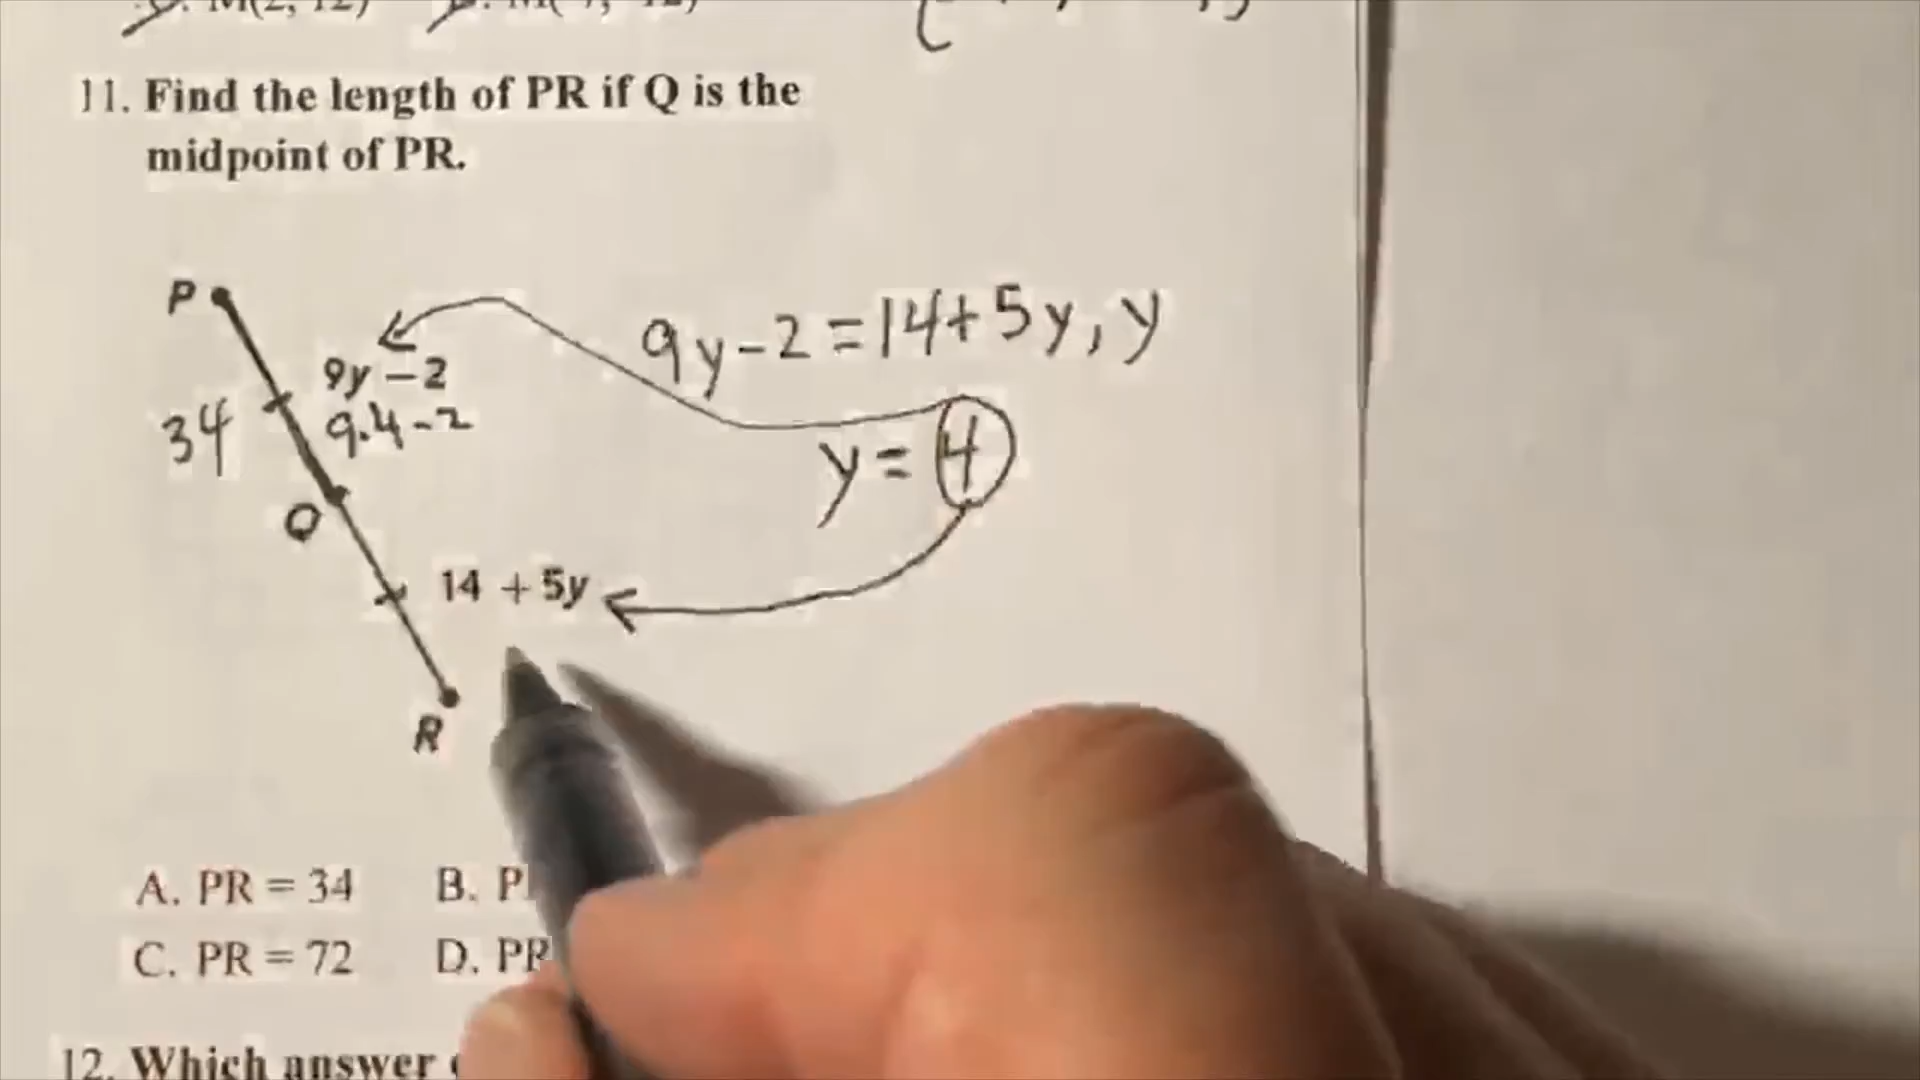 11. Find the length of PR if Q is the
midpoint of PR.
P
9y-2=14+5y, y
9y - 2
34
9.4-2
y=4
Q
14 + 5y
R
A. PR = 34 B.
C. PR = 72 D. PR
12. Which answer